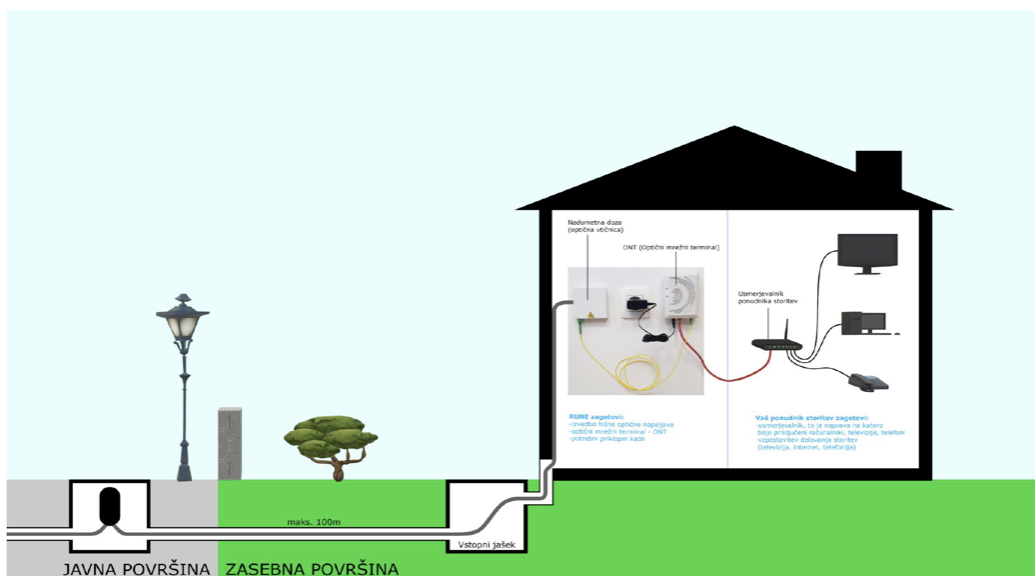 Nadometna doza
(optična vtičnica)
ONT (Optični mrežni terminal)
Usmerjevalnik
ponudnika storitev
RUNE zagotovi:
-izvedbo hišne optične napeljave
-optični mrežni terminal - ONT
-potrebni priklopni kabli
Vaš ponudnik storitev zagotovi:
-usmerjevalnik, to je naprava na katero
bojo priključeni računalniki, televizije, telefoni
-vzpostavitev delovanja storitev
(televizija, internet, telefonija)
maks. 100m
Vstopni jašek
JAVNA POVRŠINA
ZASEBNA POVRŠINA